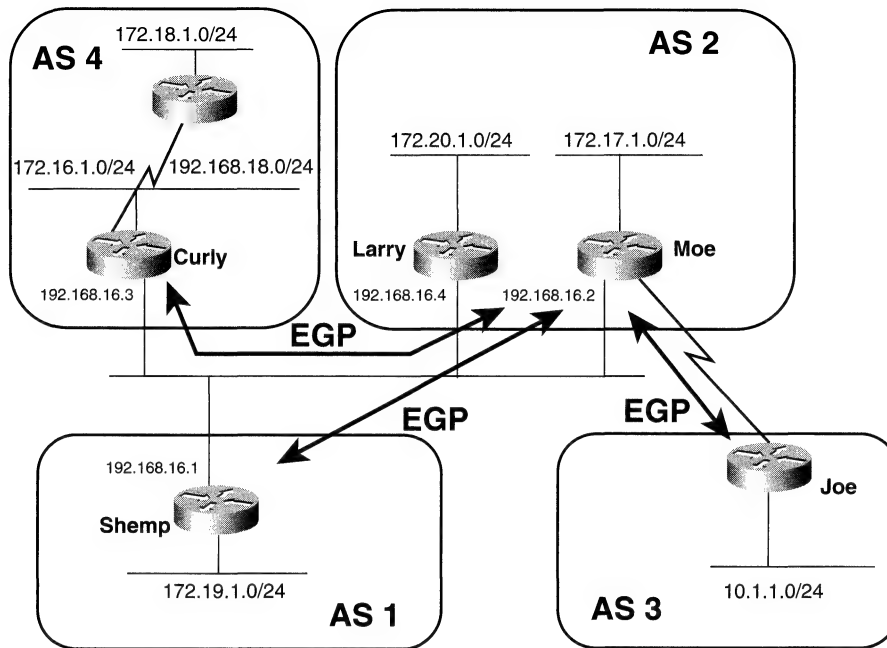 172.18.1.0/24
AS 4
172.16.1.0/24
192.168.18.0/24
Curly
192.168.16.3
AS 2
172.20.1.0/24
172.17.1.0/24
Larry
Moe
192.168.16.4
192.168.16.2
EGP
EGP
EGP
192.168.16.1
Shemp
172.19.1.0/24
AS 1
Joe
10.1.1.0/24
AS 3